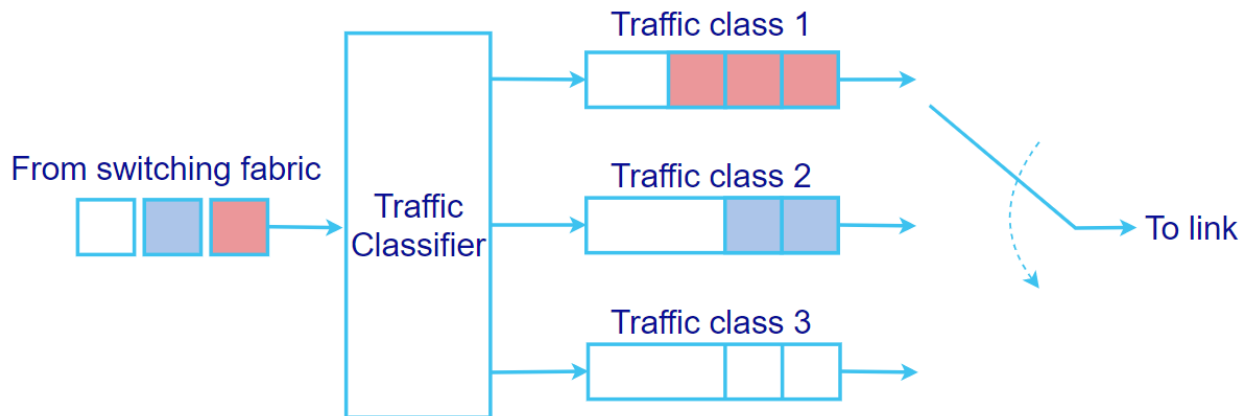 Traffic class 1
From switching fabric
Traffic
Classifier
Traffic class 2
To link
Traffic class 3